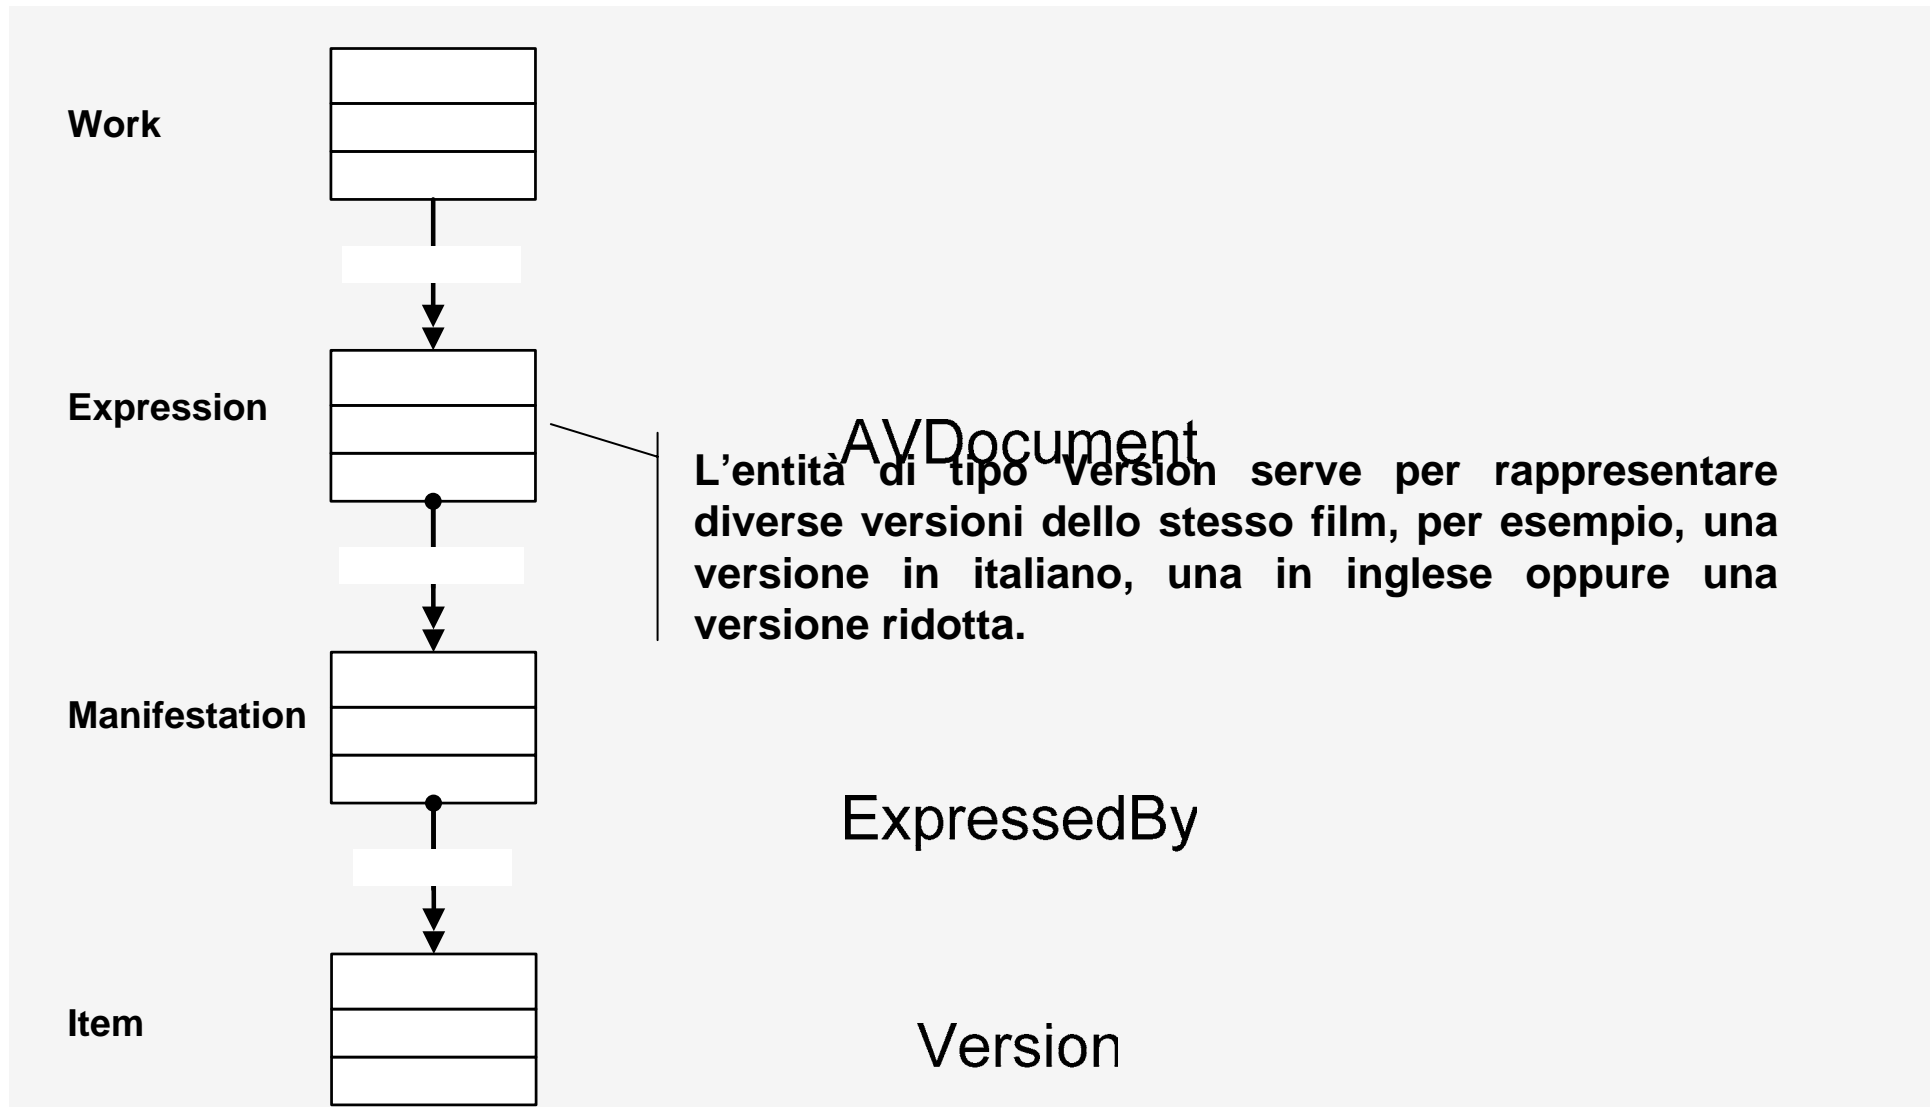 Work
Expression
AVDocument
L’entità di tipo Version serve per rappresentare
diverse versioni dello stesso film, per esempio, una
versione in italiano, una in inglese oppure una
versione ridotta.
Manifestation
ExpressedBy
Item
Version